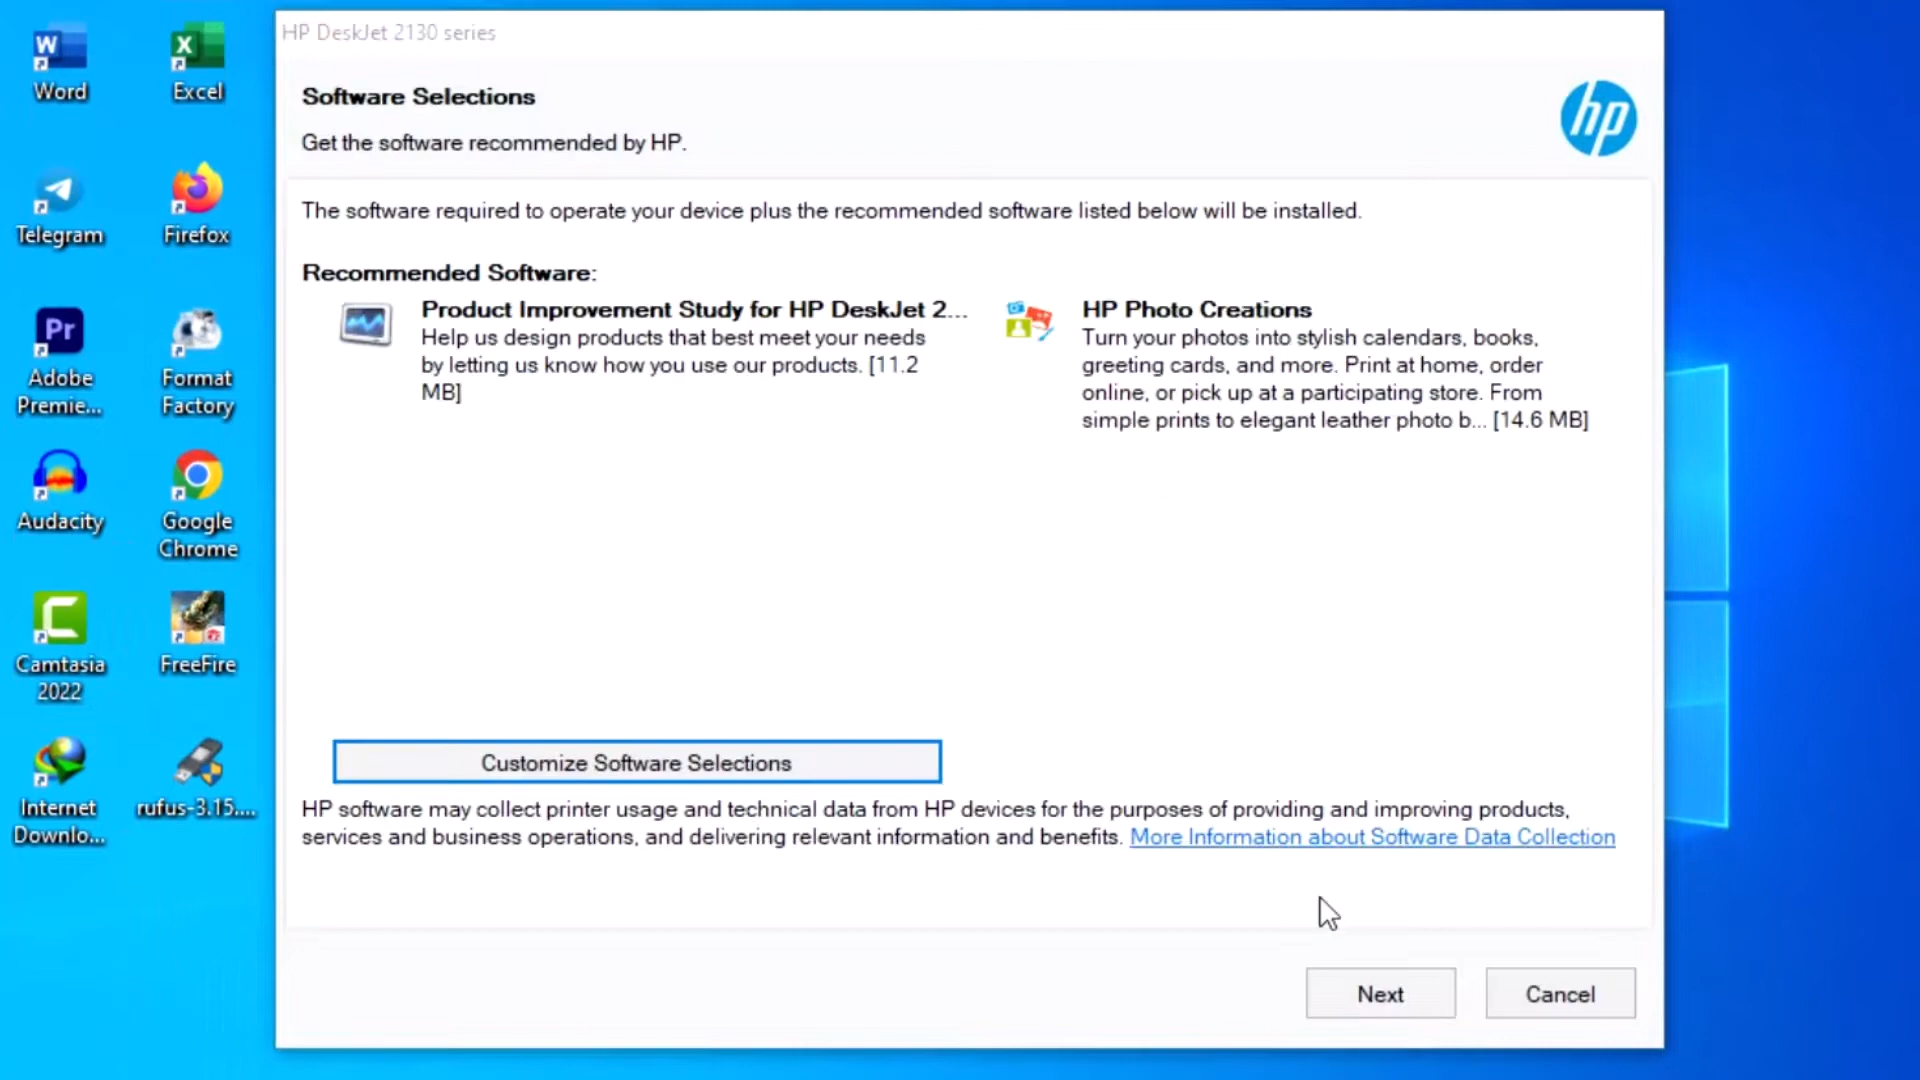 HP DeskJet 2130 series
Software Selections
Get the software recommended by HP.
hp
The software required to operate your device plus the recommended software listed below will be installed.
Recommended Software:
Product Improvement Study for HP DeskJet 2...
Help us design products that best meet your needs
by letting us know how you use our products. [11.2
MB]
HP Photo Creations
Turn your photos into stylish calendars, books,
greeting cards, and more. Print at home, order
online, or pick up at a participating store. From
simple prints to elegant leather photo b... [14.6 MB]
Customize Software Selections
HP software may collect printer usage and technical data from HP devices for the purposes of providing and improving products,
services and business operations, and delivering relevant information and benefits. More Information about Software Data Collection
Next
Cancel
W
Word
X
Excel
Telegram
Firefox
Pr
Adobe
Premie...
Format
Factory
Audacity
Google
Chrome
C
Camtasia
2022
FreeFire
Internet
Downlo...
rufus-3.15....